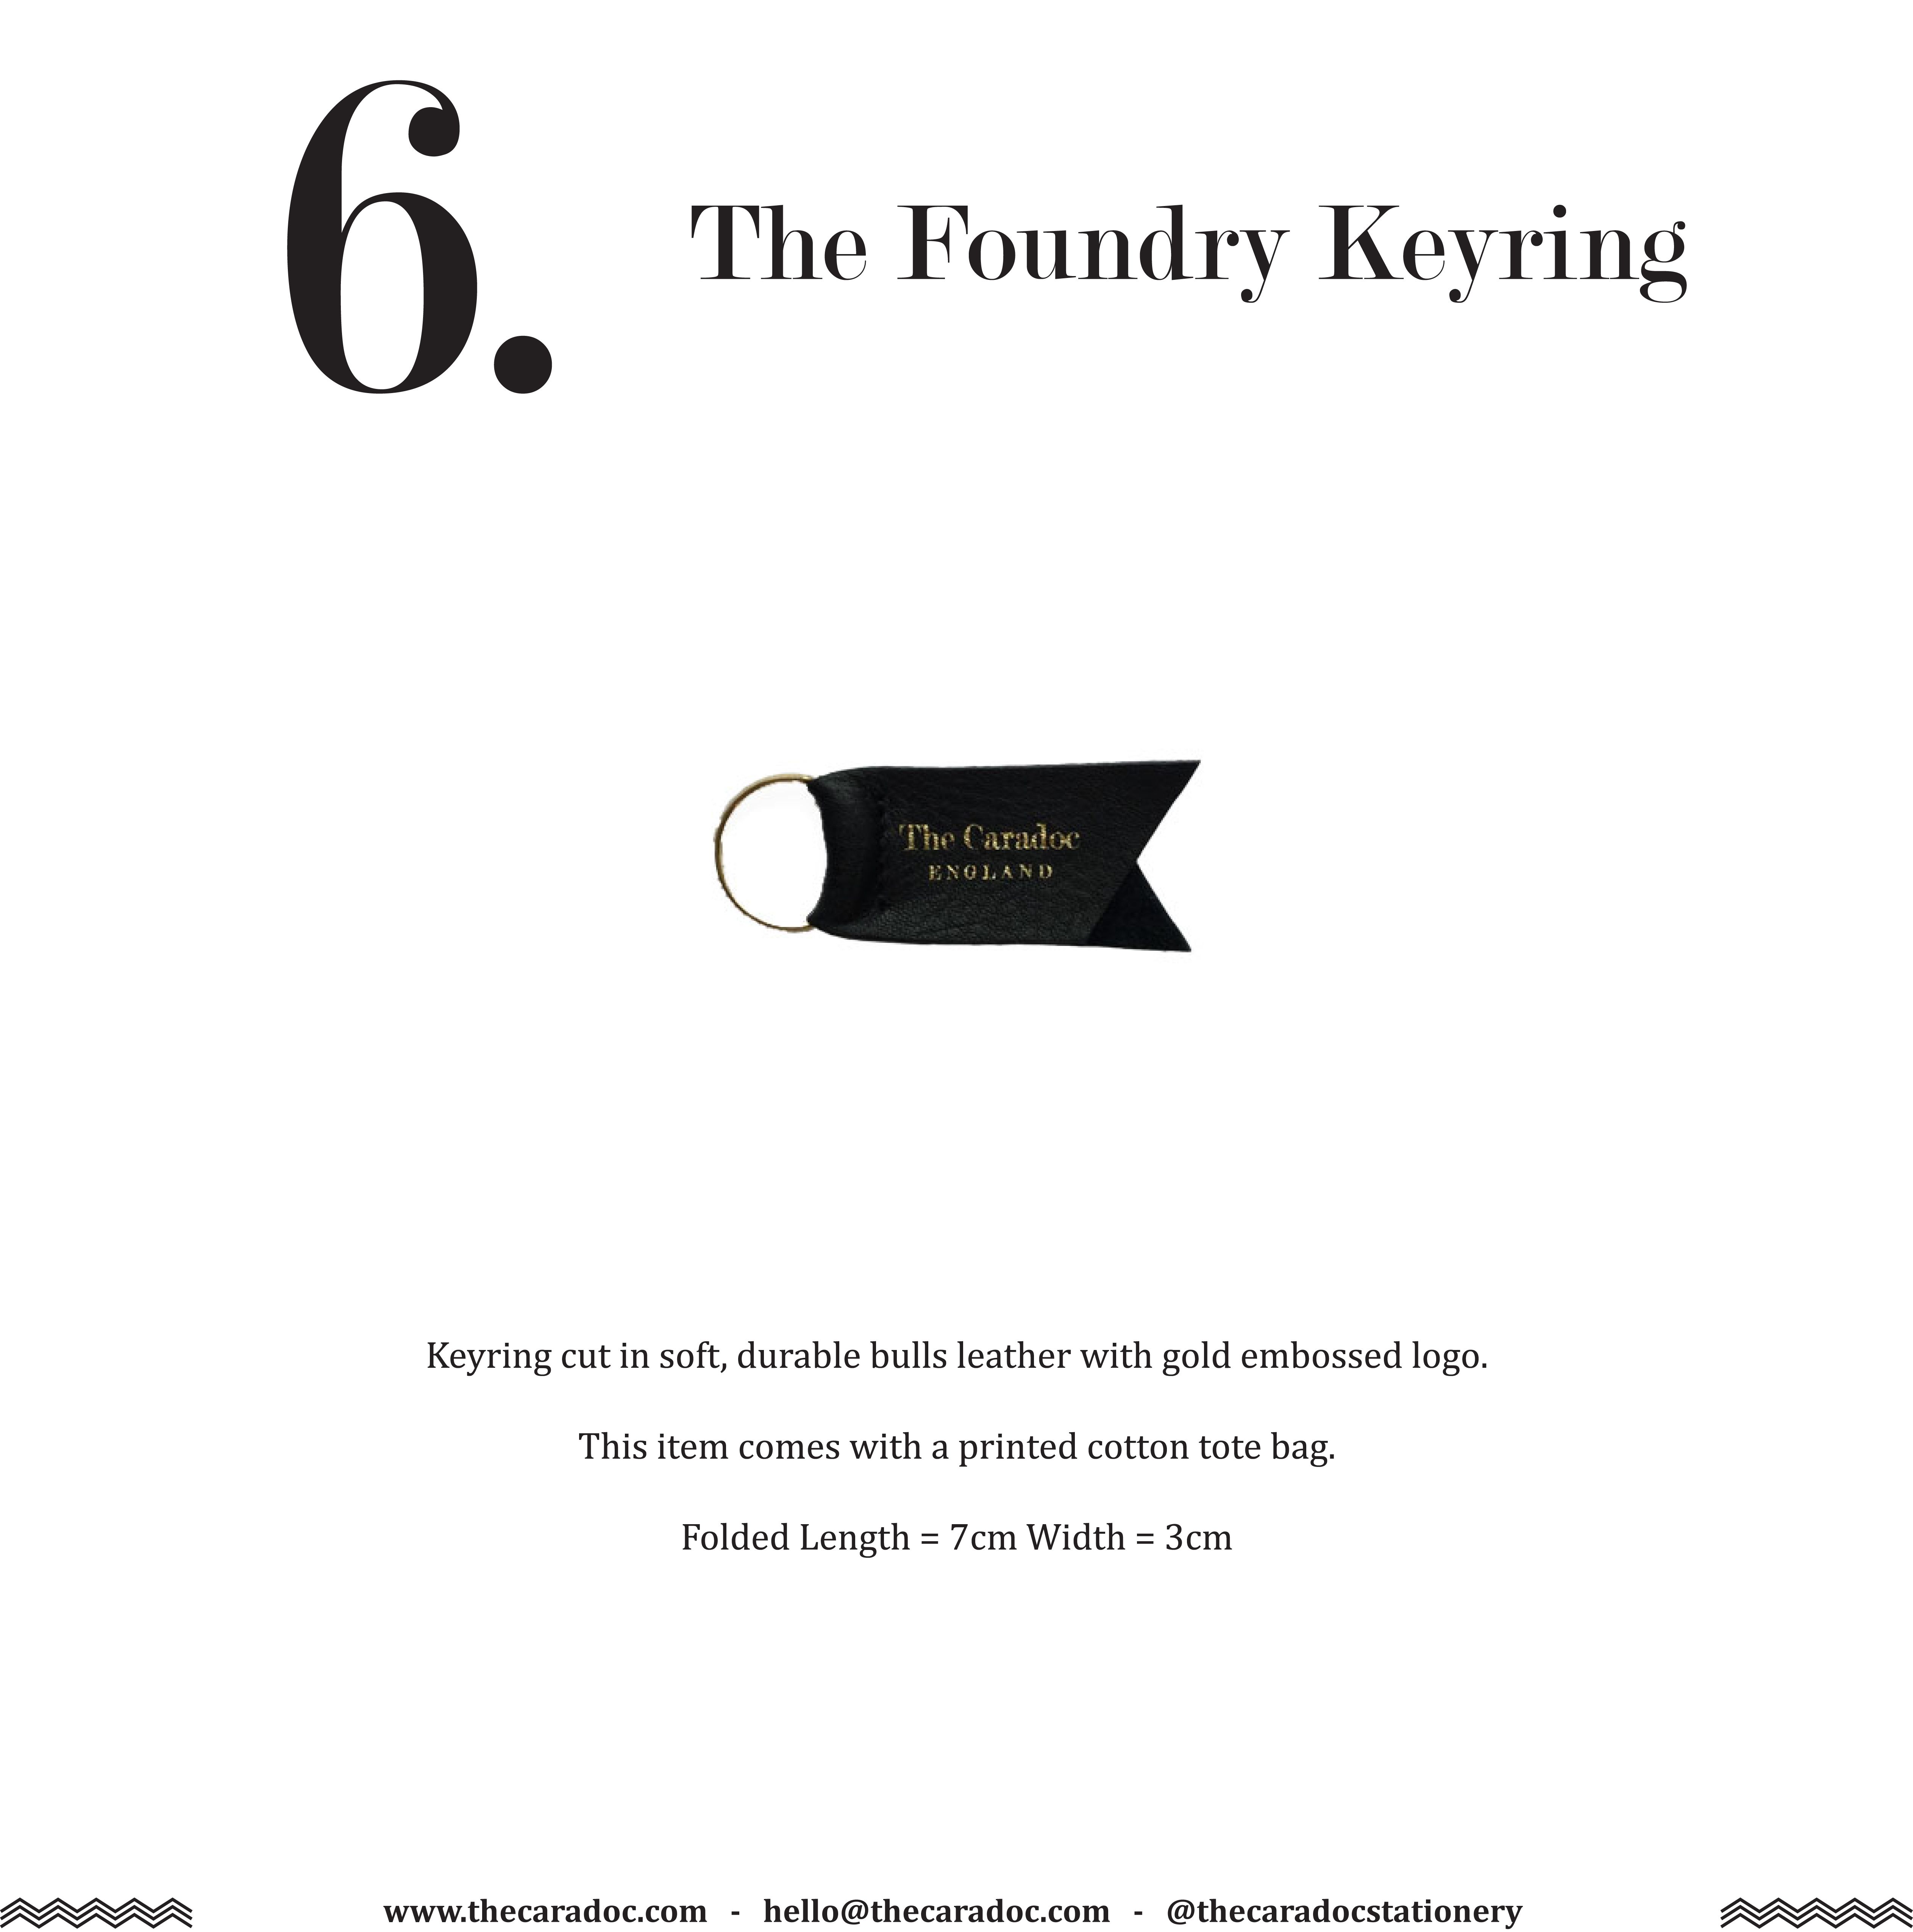 6.
The Foundry Keyring
The Caradoc
ENGLAND
Keyring cut in soft, durable bulls leather with gold embossed logo.
This item comes with a printed cotton tote bag.
Folded Length = 7cm Width = 3cm
www.thecaradoc.com - hello@thecaradoc.com - @thecaradocstationery